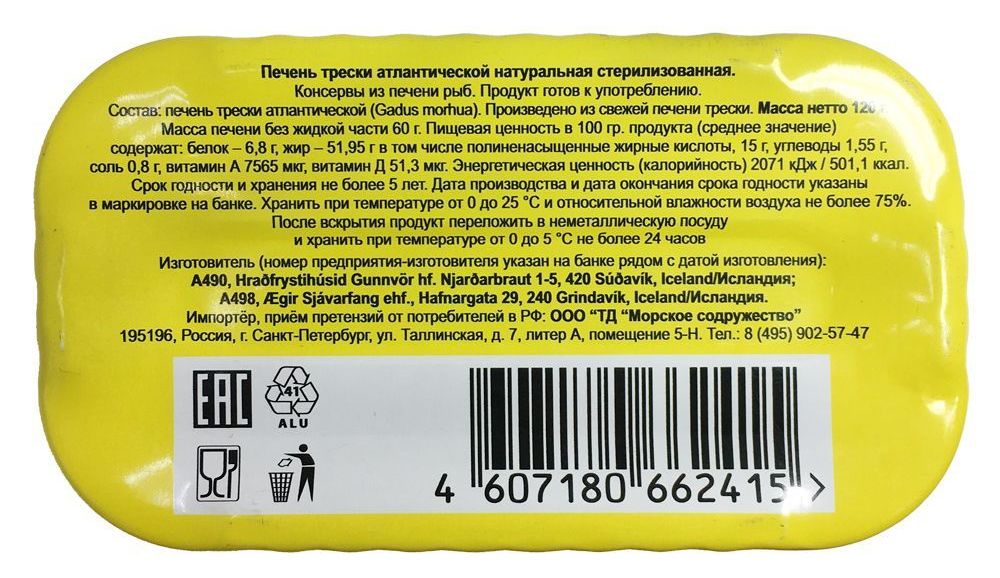 Печень трески атлантической натуральная стерилизованная.
Консервы из печени рыб. Продукт готов к употреблению.
Состав: печень трески атлантической (Gadus morhua). Произведено из свежей печени трески. Масса нетто 120 г.
Масса печени без жидкой части 60 г. Пищевая ценность в 100 гр. продукта (среднее значение)
содержат: белок – 6,8 г, жир – 51,95 г в том числе полиненасыщенные жирные кислоты, 15 г, углеводы 1,55 г,
соль 0,8 г, витамин А 7565 мкг, витамин Д 51,3 мкг. Энергетическая ценность (калорийность) 2071 кДж / 501,1 ккал.
Срок годности и хранения не более 5 лет. Дата производства и дата окончания срока годности указаны
в маркировке на банке. Хранить при температуре от 0 до 25 °С и относительной влажности воздуха не более 75%.
После вскрытия продукт переложить в неметаллическую посуду
и хранить при температуре от 0 до 5 °С не более 24 часов
Изготовитель (номер предприятия-изготовителя указан на банке рядом с датой изготовления):
A490, Hraðfrystihúsid Gunnvör hf. Njarðarbraut 1-5, 420 Súðavík, Iceland/Исландия;
A498, Ægir Sjávarfang ehf., Hafnargata 29, 240 Grindavik, Iceland/Исландия.
Импортёр, приём претензий от потребителей в РФ: ООО “ТД “Морское содружество”
195196, Россия, г. Санкт-Петербург, ул. Таллинская, д. 7, литер А, помещение 5-Н. Тел.: 8 (495) 902-57-47
EAC
41
ALU
4 607180 662415 >